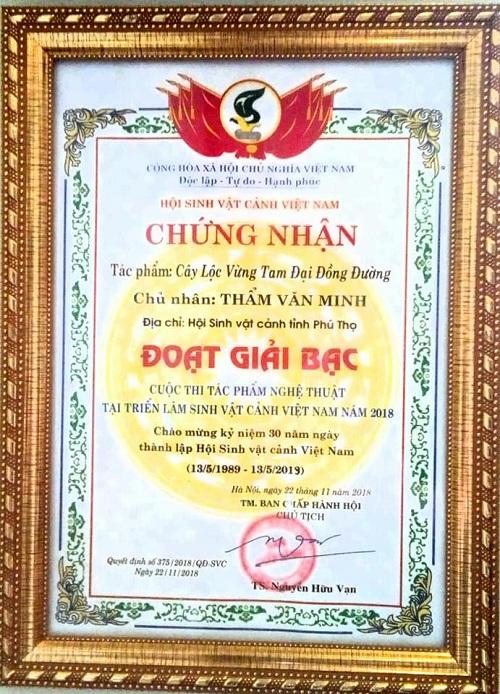 CỘNG HÒA XÃ HỘI CHỦ NGHĨA VIỆT NAM
Độc lập - Tự do - Hạnh phúc
HỘI SINH VẬT CẢNH VIỆT NAM
CHỨNG NHẬN
Tác phẩm: Cây Lộc Vừng Tam Đại Đồng Đường
Chủ nhân: THẨM VĂN MINH
Địa chỉ: Hội Sinh vật cảnh tỉnh Phú Thọ
ĐOẠT GIẢI BẠC
CUỘC THI TÁC PHẨM NGHỆ THUẬT
TẠI TRIỂN LÃM SINH VẬT CẢNH VIỆT NAM NĂM 2018
Chào mừng kỷ niệm 30 năm ngày
thành lập Hội Sinh vật cảnh Việt Nam
(13/5/1989 - 13/5/2019)
Hà Nội, ngày 22 tháng 11 năm 2018
TM. BAN CHẤP HÀNH HỘI
CHỦ TỊCH
Quyết định số 375/2018/QĐ-SVC
Ngày 22/11/2018
TS. Nguyễn Hữu Vạn